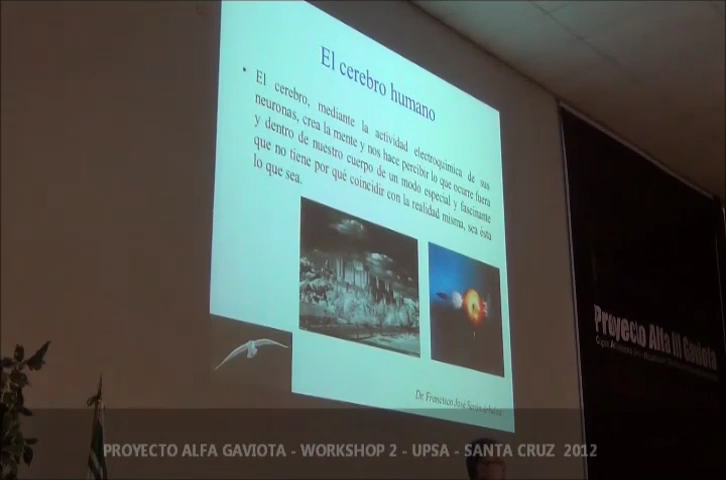 El cerebro humano
• El cerebro, mediante la actividad electroquímica de sus
neuronas, crea la mente y nos hace percibir lo que ocurre fuera
y dentro de nuestro cuerpo de un modo especial y fascinante
que no tiene por qué coincidir con la realidad misma, sea ésta
lo que sea.
Dr. Francisco José
Proyecto Alfa III Gaviota
PROYECTO ALFA GAVIOTA - WORKSHOP 2 - UPSA - SANTA CRUZ 2012